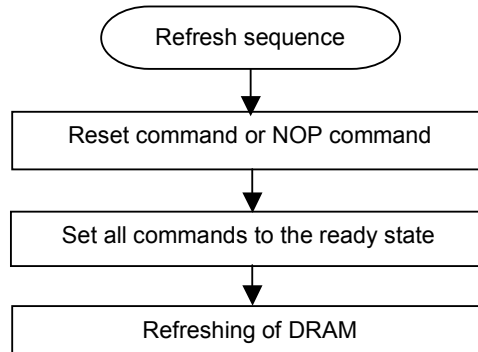 Refresh sequence
Reset command or NOP command
Set all commands to the ready state
Refreshing of DRAM